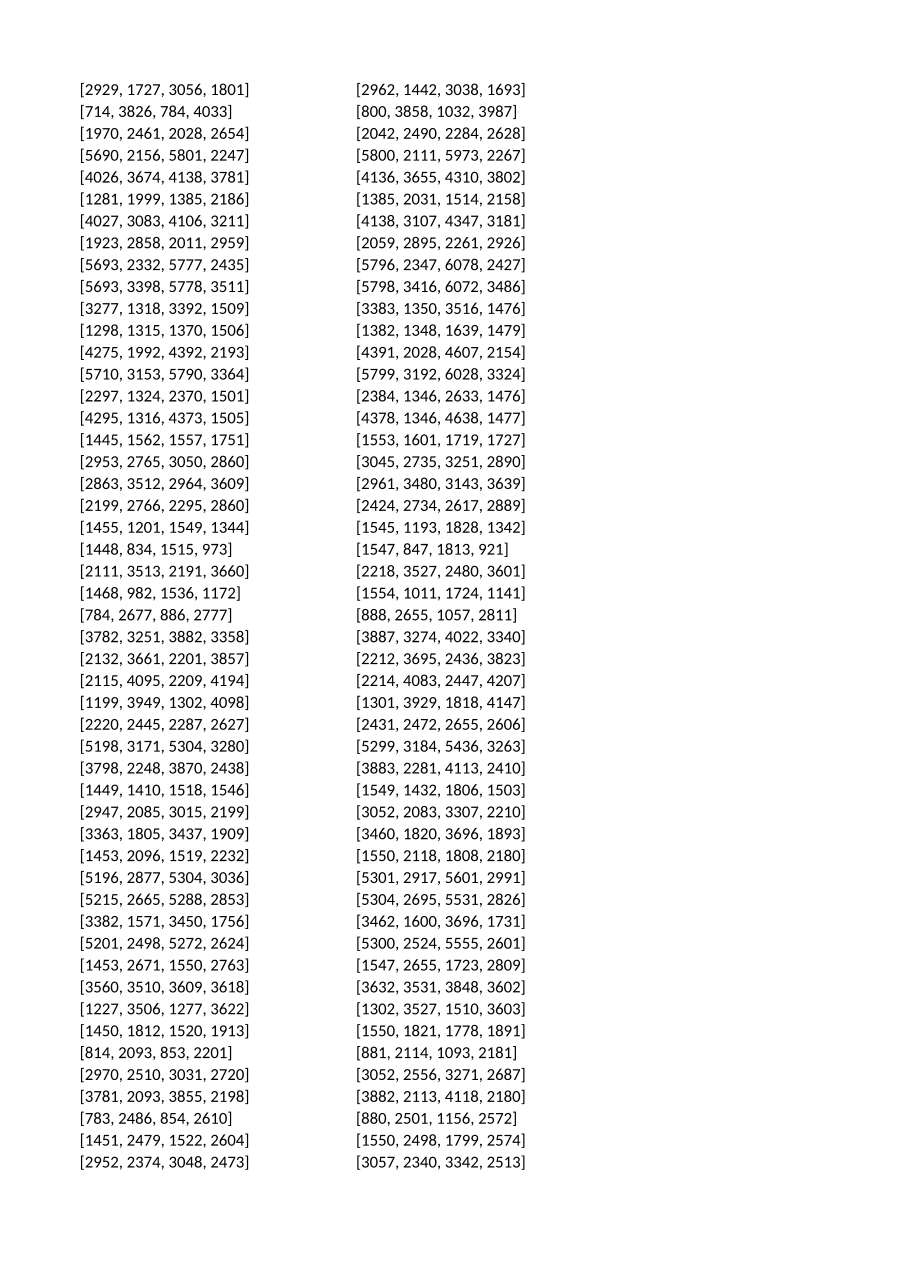 [2929, 1727, 3056, 1801] [2962, 1442, 3038, 1693]
[714, 3826, 784, 4033] [800, 3858, 1032, 3987]
[1970, 2461, 2028, 2654] [2042, 2490, 2284, 2628]
[5690, 2156, 5801, 2247] [5800, 2111, 5973, 2267]
[4026, 3674, 4138, 3781] [4136, 3655, 4310, 3802]
[1281, 1999, 1385, 2186] [1385, 2031, 1514, 2158]
[4027, 3083, 4106, 3211] [4138, 3107, 4347, 3181]
[1923, 2858, 2011, 2959] [2059, 2895, 2261, 2926]
[5693, 2332, 5777, 2435] [5796, 2347, 6078, 2427]
[5693, 3398, 5778, 3511] [5798, 3416, 6072, 3486]
[3277, 1318, 3392, 1509] [3383, 1350, 3516, 1476]
[1298, 1315, 1370, 1506] [1382, 1348, 1639, 1479]
[4275, 1992, 4392, 2193] [4391, 2028, 4607, 2154]
[5710, 3153, 5790, 3364] [5799, 3192, 6028, 3324]
[2297, 1324, 2370, 1501] [2384, 1346, 2633, 1476]
[4295, 1316, 4373, 1505] [4378, 1346, 4638, 1477]
[1445, 1562, 1557, 1751] [1553, 1601, 1719, 1727]
[2953, 2765, 3050, 2860] [3045, 2735, 3251, 2890]
[2863, 3512, 2964, 3609] [2961, 3480, 3143, 3639]
[2199, 2766, 2295, 2860] [2424, 2734, 2617, 2889]
[1455, 1201, 1549, 1344] [1545, 1193, 1828, 1342]
[1448, 834, 1515, 973] [1547, 847, 1813, 921]
[2111, 3513, 2191, 3660] [2218, 3527, 2480, 3601]
[1468, 982, 1536, 1172] [1554, 1011, 1724, 1141]
[784, 2677, 886, 2777] [888, 2655, 1057, 2811]
[3782, 3251, 3882, 3358] [3887, 3274, 4022, 3340]
[2132, 3661, 2201, 3857] [2212, 3695, 2436, 3823]
[2115, 4095, 2209, 4194] [2214, 4083, 2447, 4207]
[1199, 3949, 1302, 4098] [1301, 3929, 1818, 4147]
[2220, 2445, 2287, 2627] [2431, 2472, 2655, 2606]
[5198, 3171, 5304, 3280] [5299, 3184, 5436, 3263]
[3798, 2248, 3870, 2438] [3883, 2281, 4113, 2410]
[1449, 1410, 1518, 1546] [1549, 1432, 1806, 1503]
[2947, 2085, 3015, 2199] [3052, 2083, 3307, 2210]
[3363, 1805, 3437, 1909] [3460, 1820, 3696, 1893]
[1453, 2096, 1519, 2232] [1550, 2118, 1808, 2180]
[5196, 2877, 5304, 3036] [5301, 2917, 5601, 2991]
[5215, 2665, 5288, 2853] [5304, 2695, 5531, 2826]
[3382, 1571, 3450, 1756] [3462, 1600, 3696, 1731]
[5201, 2498, 5272, 2624] [5300, 2524, 5555, 2601]
[1453, 2671, 1550, 2763] [1547, 2655, 1723, 2809]
[3560, 3510, 3609, 3618] [3632, 3531, 3848, 3602]
[1227, 3506, 1277, 3622] [1302, 3527, 1510, 3603]
[1450, 1812, 1520, 1913] [1550, 1821, 1778, 1891]
[814, 2093, 853, 2201] [881, 2114, 1093, 2181]
[2970, 2510, 3031, 2720] [3052, 2556, 3271, 2687]
[3781, 2093, 3855, 2198] [3882, 2113, 4118, 2180]
[783, 2486, 854, 2610] [880, 2501, 1156, 2572]
[1451, 2479, 1522, 2604] [1550, 2498, 1799, 2574]
[2952, 2374, 3048, 2473] [3057, 2340, 3342, 2513]